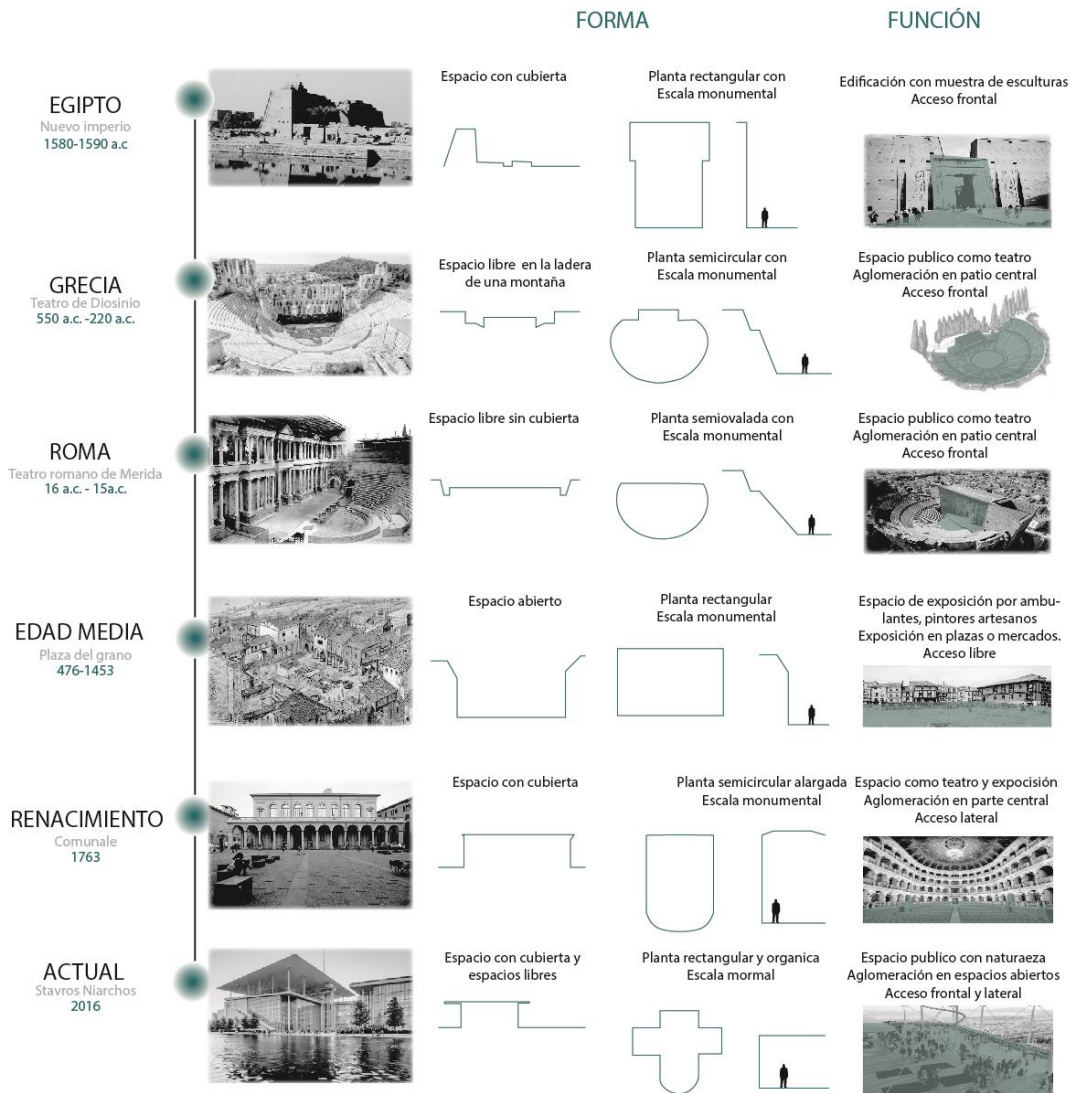 FORMA
FUNCIÓN
EGIPTO
Nuevo imperio
1580-1590 a.c
Espacio con cubierta
Planta rectangular con
Escala monumental
Edificación con muestra de esculturas
Acceso frontal
GRECIA
Teatro de Diosinio
550 a.c. -220 a.c.
Espacio libre en la ladera
de una montaña
Planta semicircular con
Escala monumental
Espacio publico como teatro
Aglomeración en patio central
Acceso frontal
ROMA
Teatro romano de Merida
16 a.c. - 15a.c.
Espacio libre sin cubierta
Planta semiovalada con
Escala monumental
Espacio publico como teatro
Aglomeración en patio central
Acceso frontal
EDAD MEDIA
Plaza del grano
476-1453
Espacio abierto
Planta rectangular
Escala monumental
Espacio de exposición por ambu-
lantes, pintores artesanos
Exposición en plazas o mercados.
Acceso libre
RENACIMIENTO
Comunale
1763
Espacio con cubierta
Planta semicircular alargada
Escala monumental
Espacio como teatro y expocisión
Aglomeración en parte central
Acceso lateral
ACTUAL
Stavros Niarchos
2016
Espacio con cubierta y
espacios libres
Planta rectangular y organica
Escala mormal
Espacio publico con naturaeza
Aglomeración en espacios abiertos
Acceso frontal y lateral